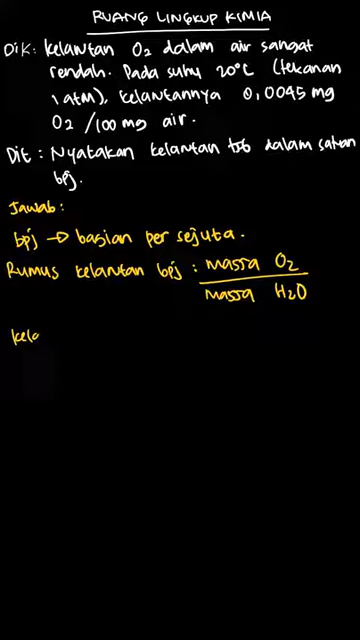 RUANG LINGKUP KIMIA
Dik: kelarutan O2 dalam air sangat
rendah. Pada suhu 20°C (tekanan
1 atm), kelarutannya 0,0045 mg
O2 /100 mg air.
Dit : Nyatakan kelarutan tsb dalam satuan
bpj.
Jawab:
bpj → bagian per sejuta.
Rumus kelarutan bpj : massa O2
massa H2O
kela